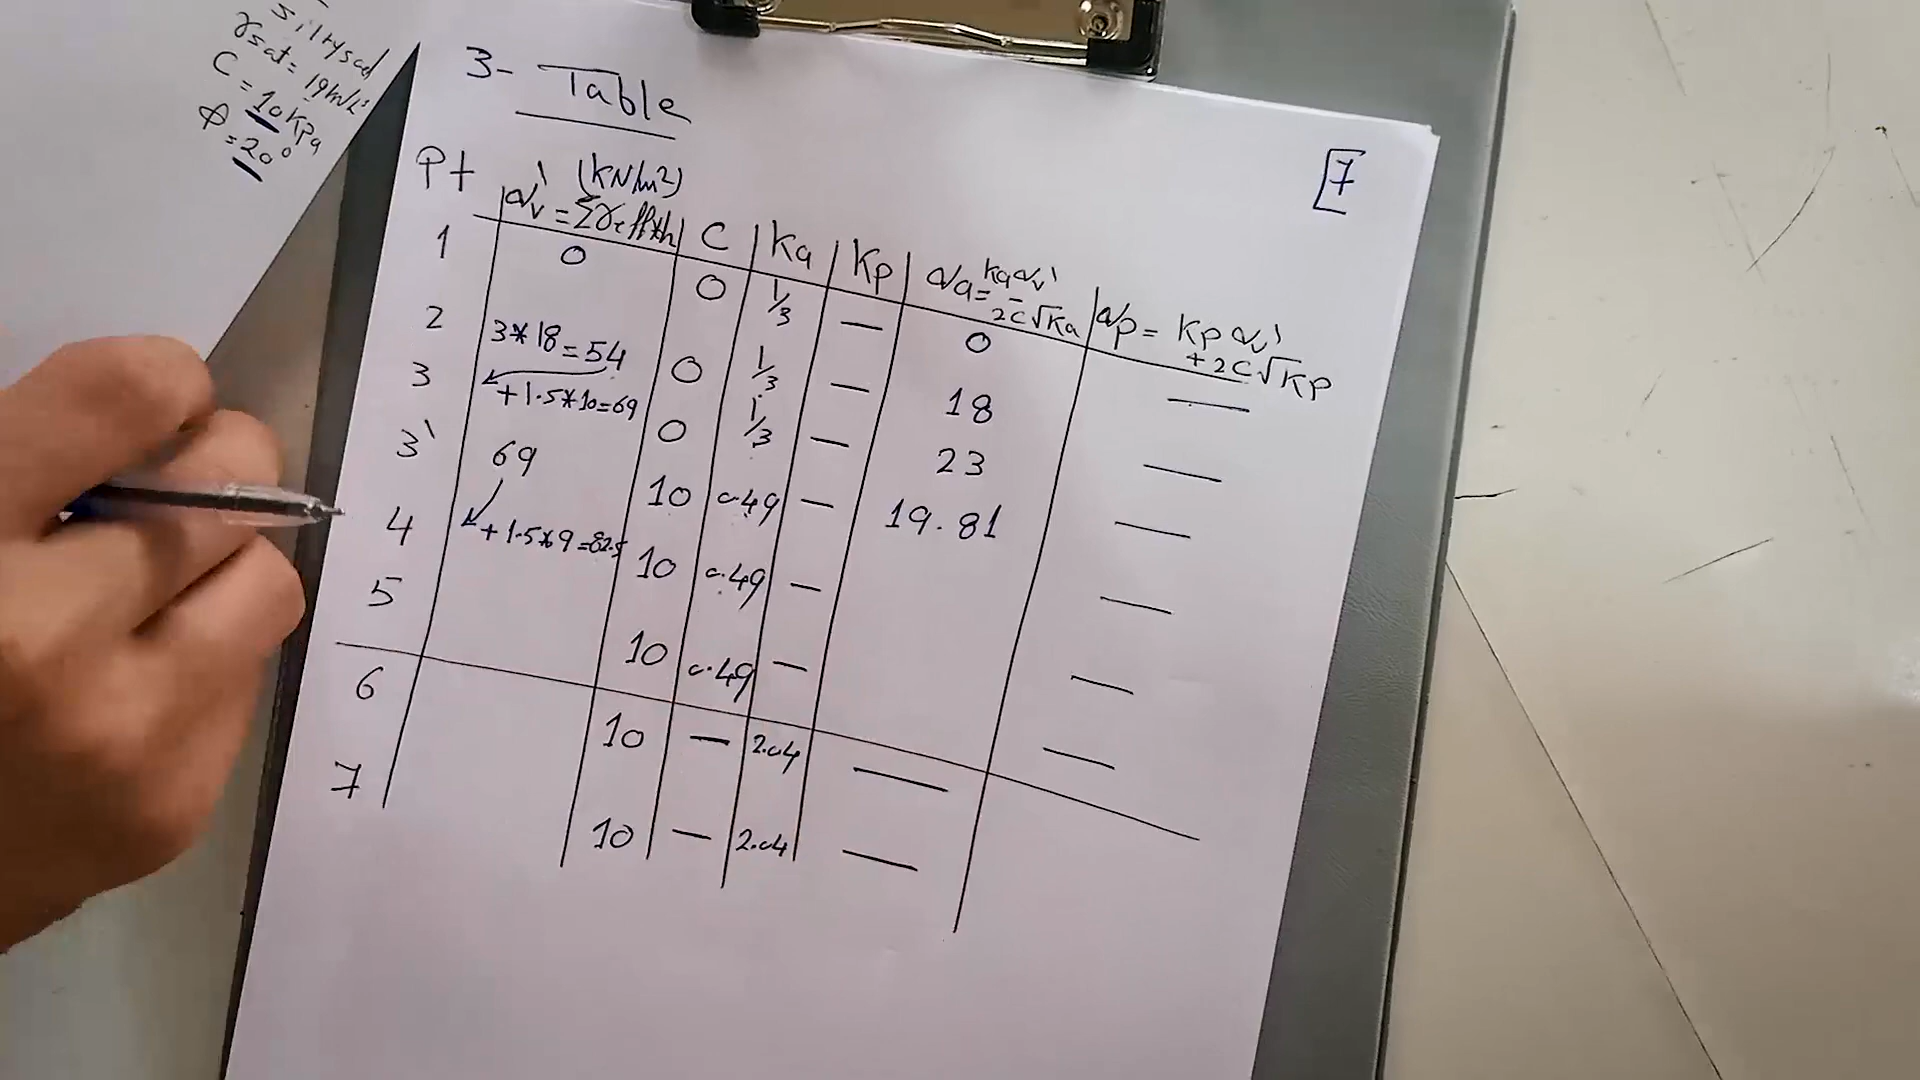 γsat = 19
C = 10 KPa
Φ = 20°
3- Table
7
Pt | σv' = Σγeff*h (KN/m2) | C | Ka | Kp | σa = Ka σv' - 2C√Ka | σp = Kp σv' + 2C√Kp
1 | 0 | 0 | 1/3 | — | 0 | —
2 | 3*18=54 | 0 | 1/3 | — | 18 | —
3 | +1.5*10=69 | 0 | 1/3 | — | 23 | —
3' | 69 | 10 | 0.49 | — | 19.81 | —
4 | +1.5*9=82.5 | 10 | 0.49 | — | | —
5 | | 10 | 0.49 | — | | —
6 | | 10 | — | 2.04 | — |
7 | | 10 | — | 2.04 | — |